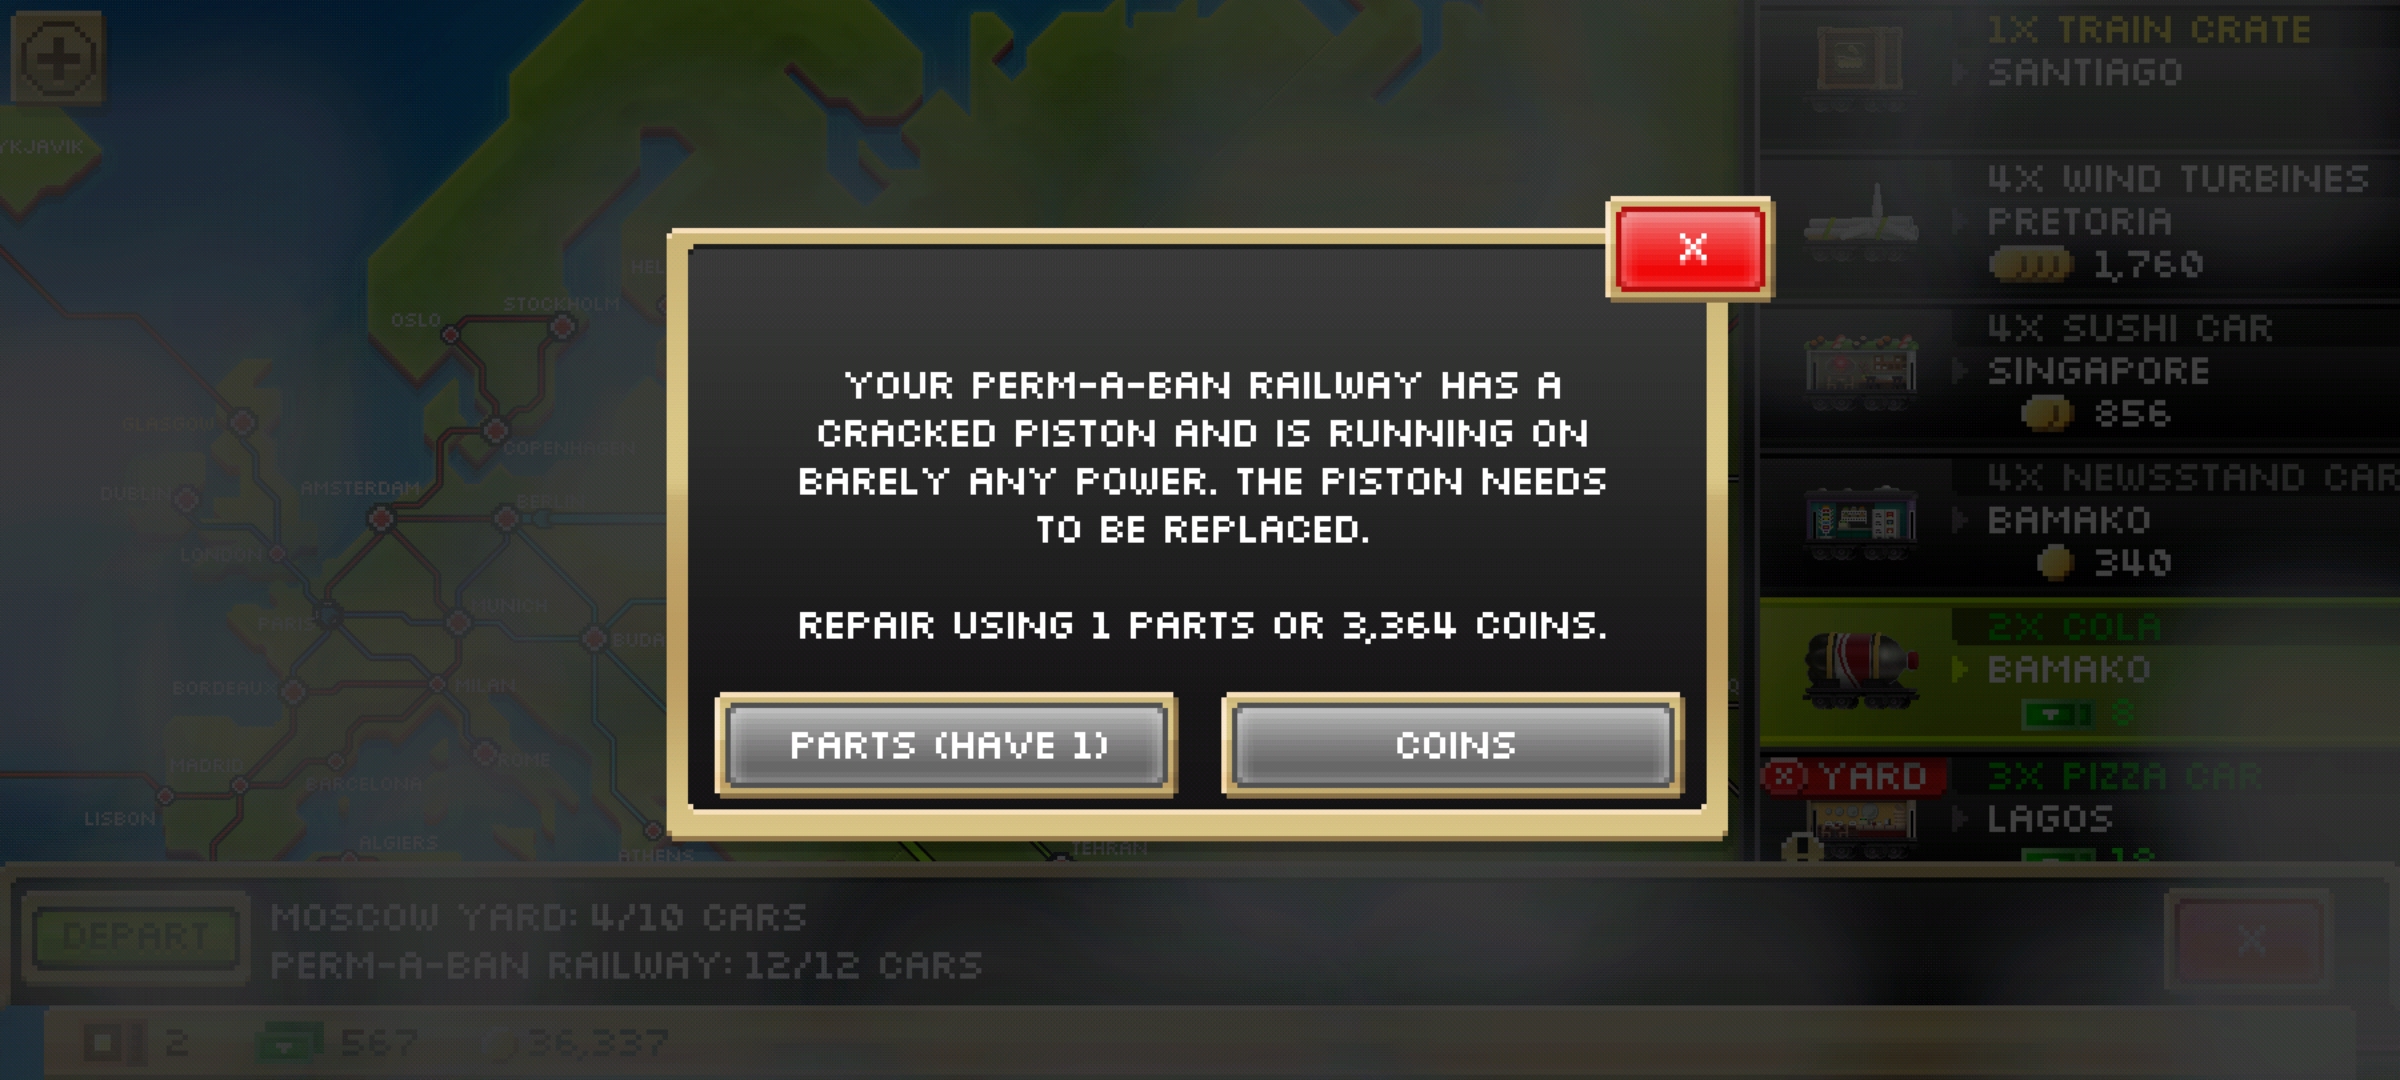 1X TRAIN CRATE
SANTIAGO
4X WIND TURBINES
PRETORIA
1,760
4X SUSHI CAR
SINGAPORE
856
4X NEWSSTAND CAR
BAMAKO
340
2X COLA
BAMAKO
8
YARD
3X PIZZA CAR
LAGOS
YKJAVIK
OSLO
STOCKHOLM
HEL
GLASGOW
COPENHAGEN
DUBLIN
AMSTERDAM
BERLIN
LONDON
PARIS
MUNICH
BUDA
BORDEAUX
MILAN
MADRID
BARCELONA
ROME
LISBON
ALGIERS
ATHENS
TEHRAN
X
YOUR PERM-A-BAN RAILWAY HAS A
CRACKED PISTON AND IS RUNNING ON
BARELY ANY POWER. THE PISTON NEEDS
TO BE REPLACED.
REPAIR USING 1 PARTS OR 3,364 COINS.
PARTS (HAVE 1)
COINS
DEPART
MOSCOW YARD: 4/10 CARS
PERM-A-BAN RAILWAY: 12/12 CARS
X
2
567
36,337